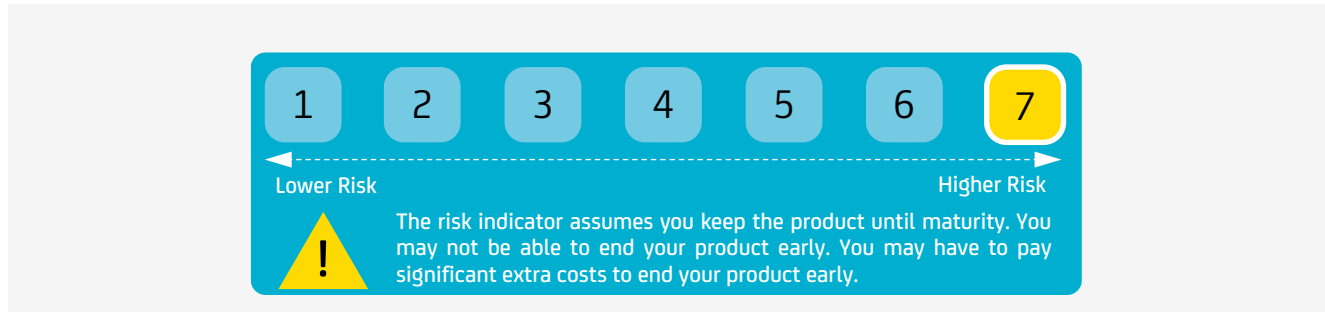 1 2 3 4 5 6 7
Lower Risk Higher Risk
! The risk indicator assumes you keep the product until maturity. You
may not be able to end your product early. You may have to pay
significant extra costs to end your product early.